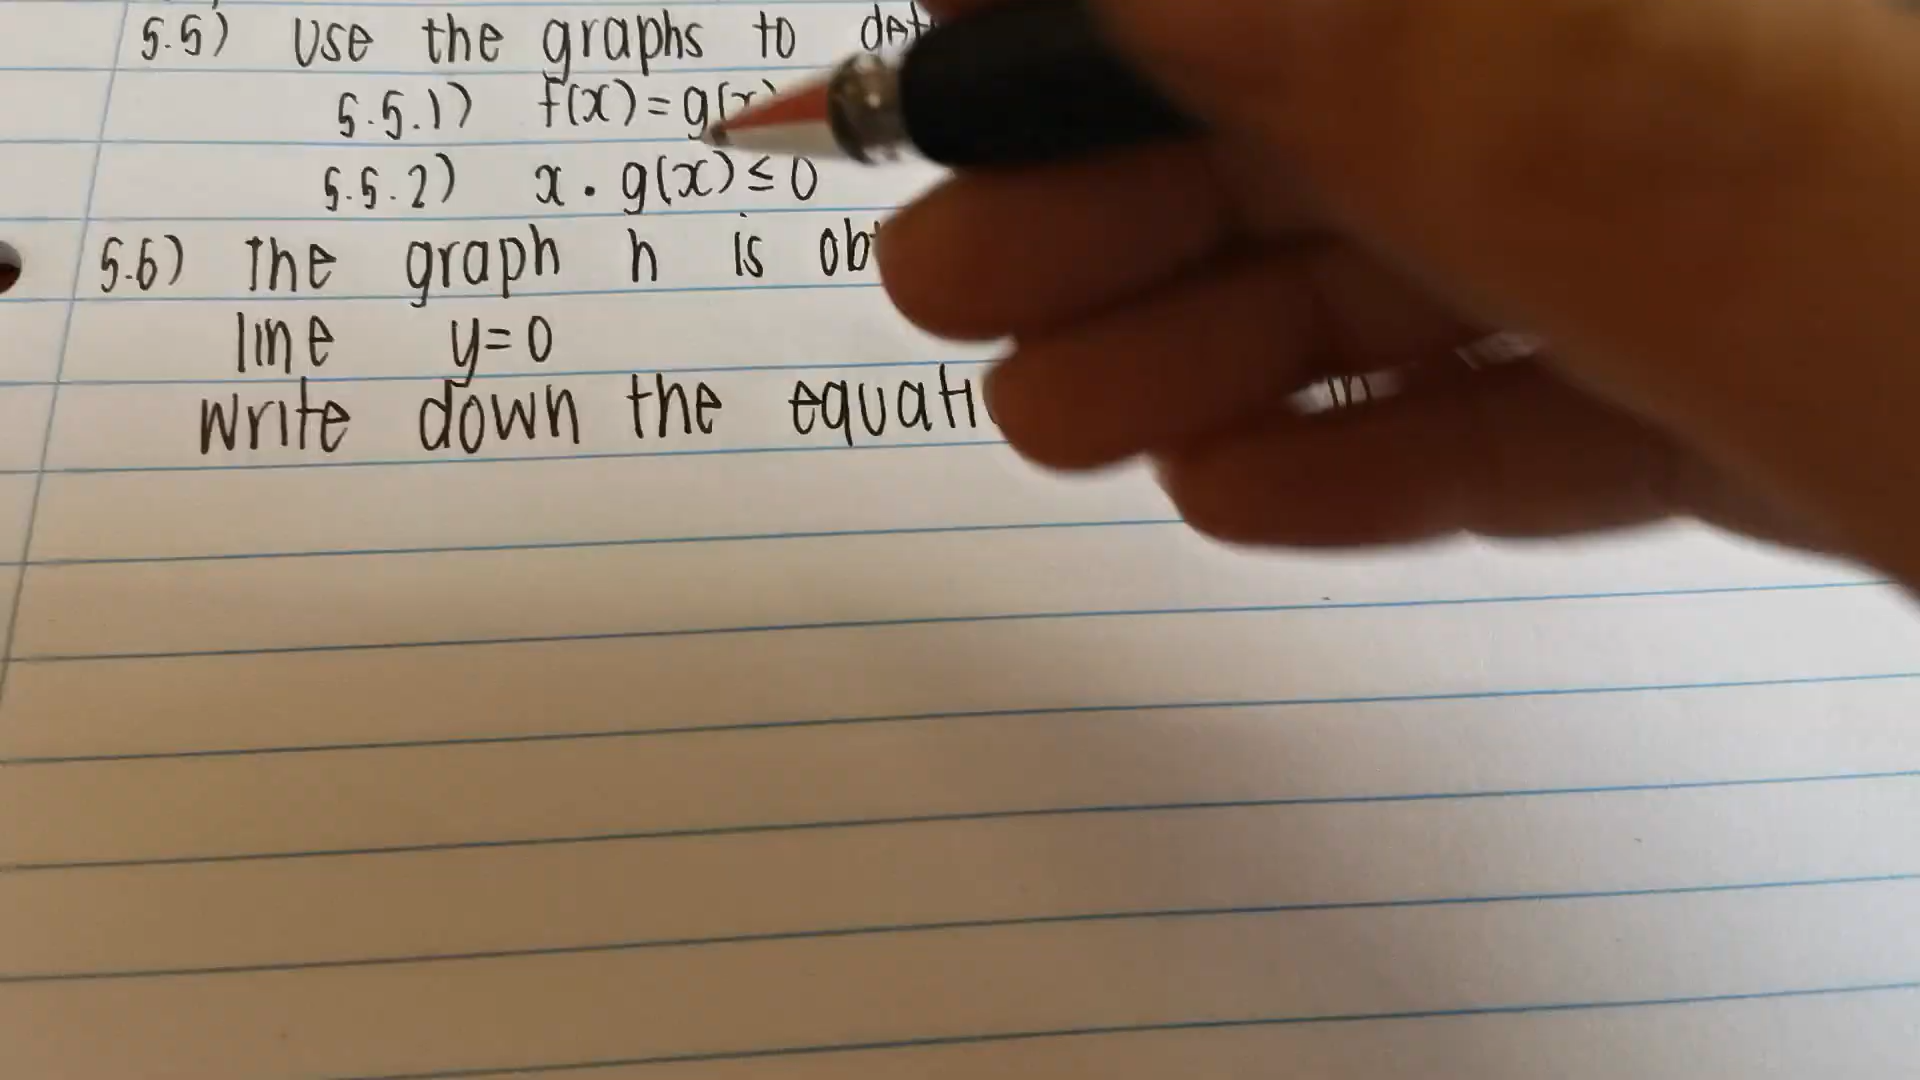 5.5) Use the graphs to
5.5.1) f(x)=g(x)
5.5.2) x · g(x) ≤ 0
5.6) The graph h is
line y=0
write down the in